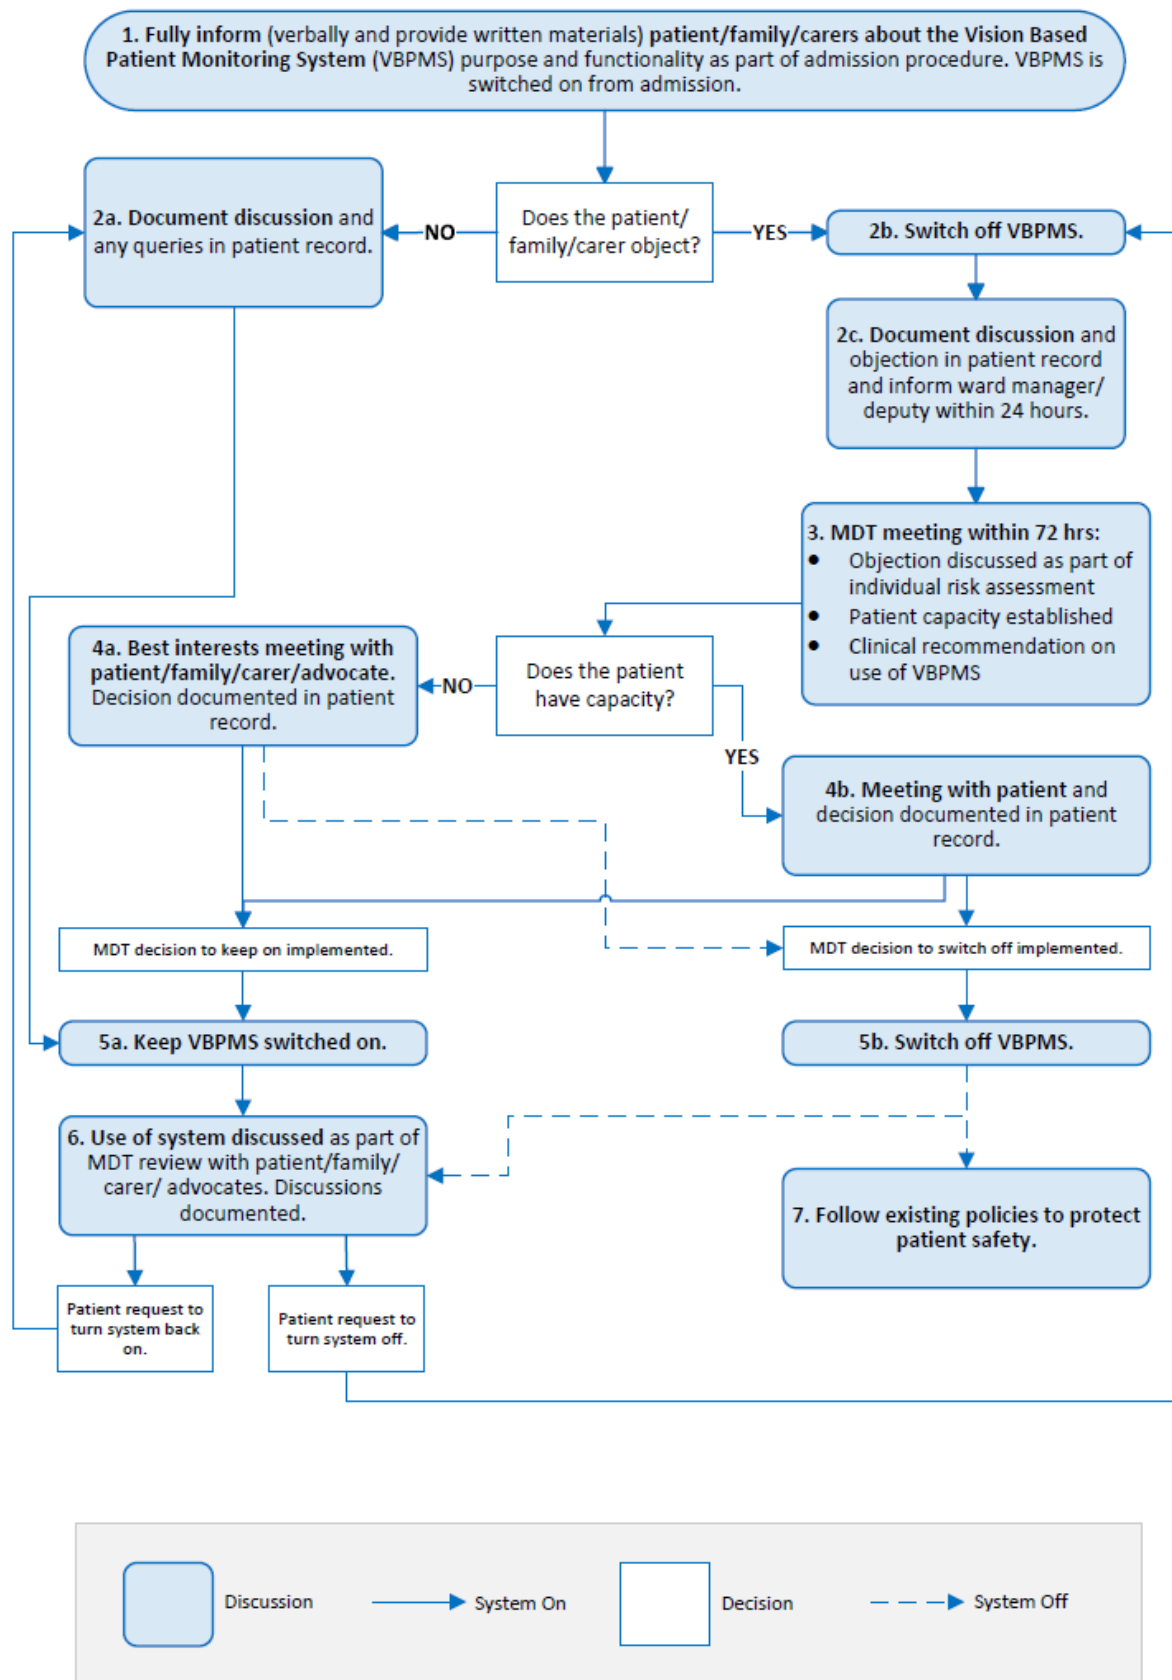 1. Fully inform (verbally and provide written materials) patient/family/carers about the Vision Based
Patient Monitoring System (VBPMS) purpose and functionality as part of admission procedure. VBPMS is
switched on from admission.
2a. Document discussion and
any queries in patient record.
NO
Does the patient/
family/carer object?
YES
2b. Switch off VBPMS.
2c. Document discussion and
objection in patient record
and inform ward manager/
deputy within 24 hours.
3. MDT meeting within 72 hrs:
● Objection discussed as part of
individual risk assessment
● Patient capacity established
● Clinical recommendation on
use of VBPMS
4a. Best interests meeting with
patient/family/carer/advocate.
Decision documented in patient
record.
NO
Does the patient
have capacity?
YES
4b. Meeting with patient and
decision documented in patient
record.
MDT decision to keep on implemented.
MDT decision to switch off implemented.
5a. Keep VBPMS switched on.
5b. Switch off VBPMS.
6. Use of system discussed as part of
MDT review with patient/family/
carer/ advocates. Discussions
documented.
7. Follow existing policies to protect
patient safety.
Patient request to
turn system back
on.
Patient request to
turn system off.
Discussion
System On
Decision
System Off